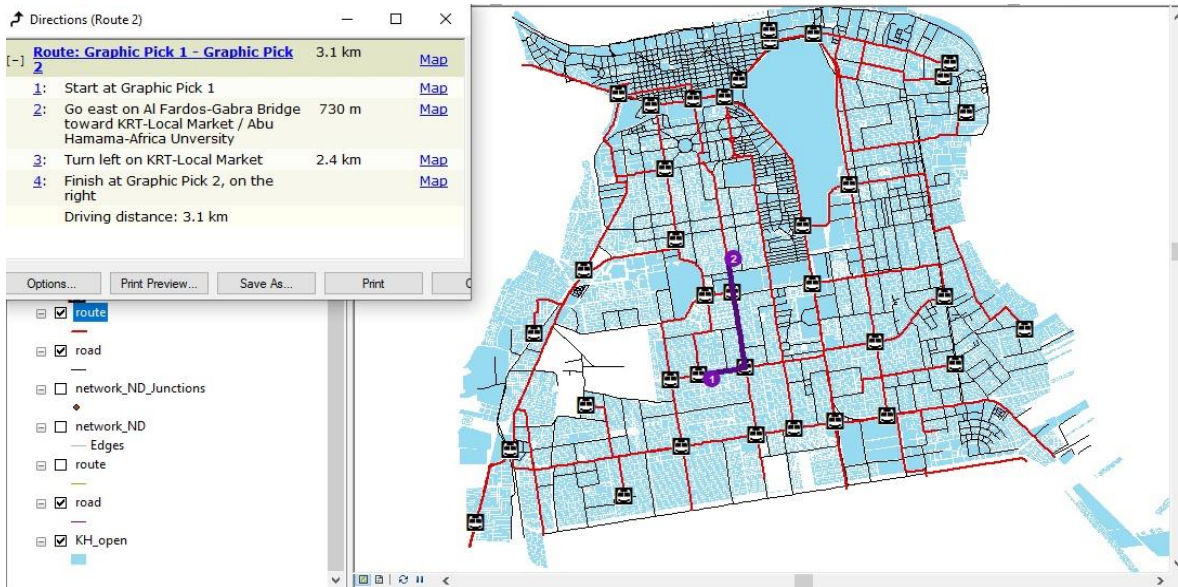 Directions (Route 2)
[-] Route: Graphic Pick 1 - Graphic Pick 3.1 km Map
2
1: Start at Graphic Pick 1 Map
2: Go east on Al Fardos-Gabra Bridge 730 m Map
toward KRT-Local Market / Abu
Hamama-Africa Unversity
3: Turn left on KRT-Local Market 2.4 km Map
4: Finish at Graphic Pick 2, on the Map
right
Driving distance: 3.1 km
Options... Print Preview... Save As... Print C
route
road
network_ND_Junctions
network_ND
Edges
route
road
KH_open
2
1